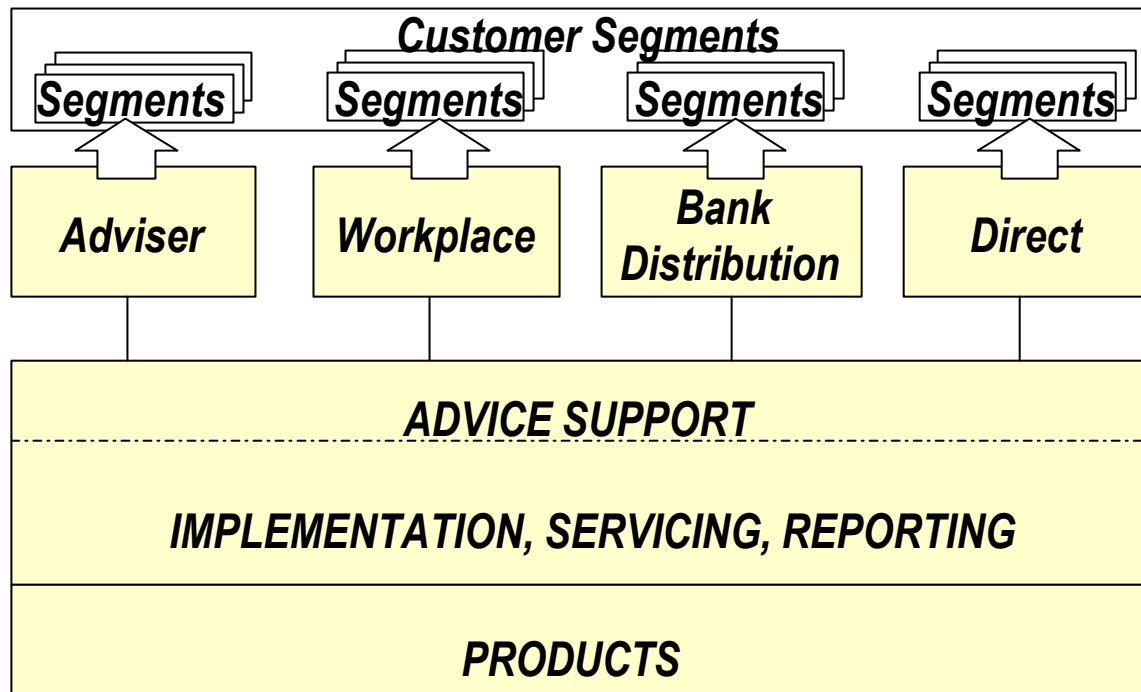 Customer Segments
Segments
Segments
Segments
Segments
Adviser
Workplace
Bank
Distribution
Direct
ADVICE SUPPORT
IMPLEMENTATION, SERVICING, REPORTING
PRODUCTS